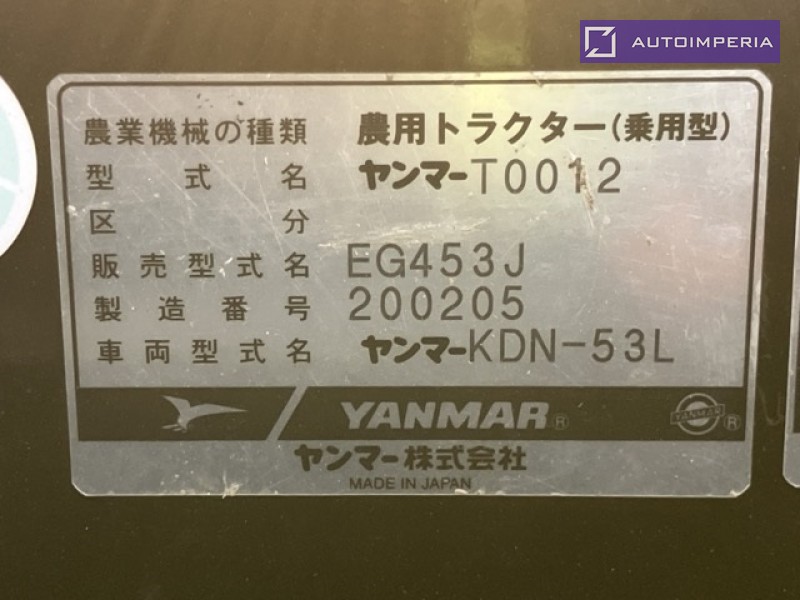 AUTOIMPERIA
農業機械の種類 農用トラクター(乗用型)
型式名 ヤンマーT0012
区分
販売型式名 EG453J
製造番号 200205
車両型式名 ヤンマーKDN-53L
YANMAR® YANMAR®
ヤンマー株式会社
MADE IN JAPAN